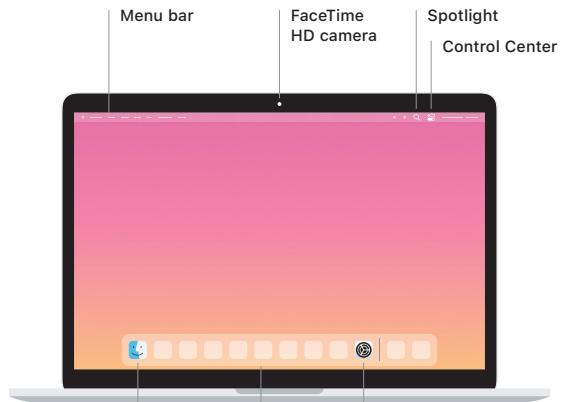 Menu bar
FaceTime
HD camera
Spotlight
Control Center